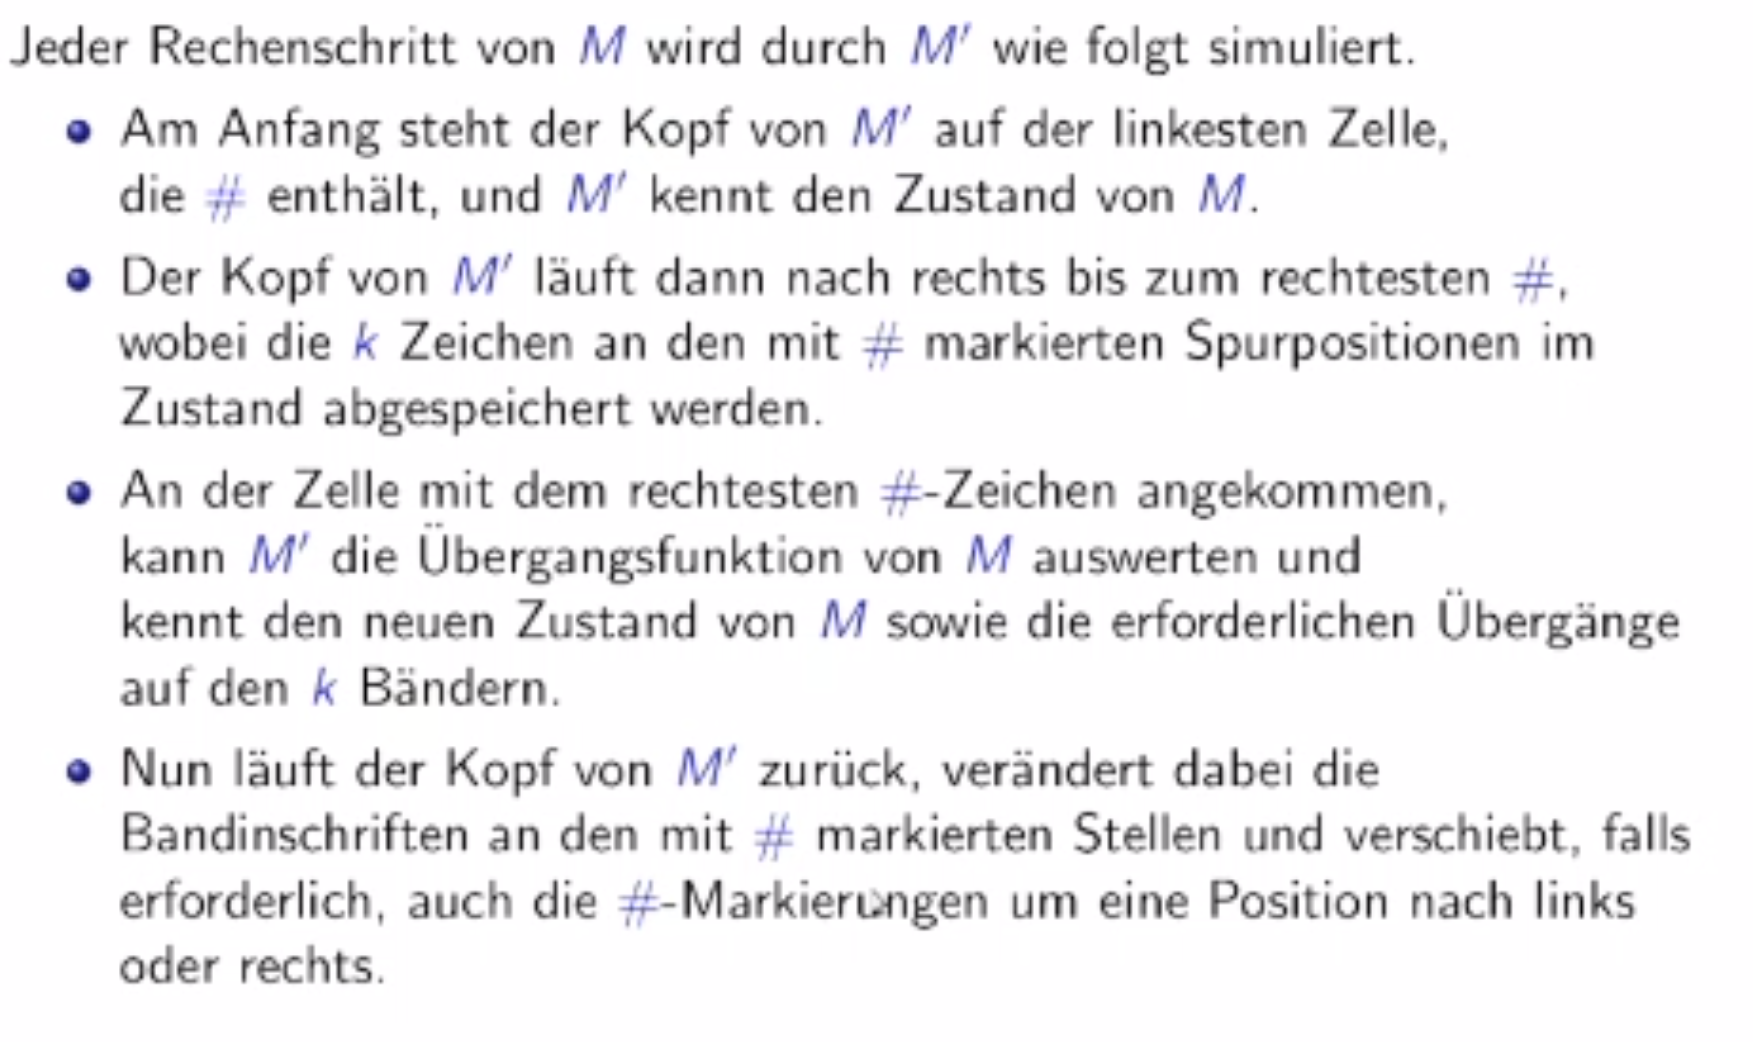 Jeder Rechenschritt von M wird durch M′ wie folgt simuliert.
Am Anfang steht der Kopf von M′ auf der linkesten Zelle,
die # enthält, und M′ kennt den Zustand von M.
Der Kopf von M′ läuft dann nach rechts bis zum rechtesten #,
wobei die k Zeichen an den mit # markierten Spurpositionen im
Zustand abgespeichert werden.
An der Zelle mit dem rechtesten #-Zeichen angekommen,
kann M′ die Übergangsfunktion von M auswerten und
kennt den neuen Zustand von M sowie die erforderlichen Übergänge
auf den k Bändern.
Nun läuft der Kopf von M′ zurück, verändert dabei die
Bandinschriften an den mit # markierten Stellen und verschiebt, falls
erforderlich, auch die #-Markierungen um eine Position nach links
oder rechts.